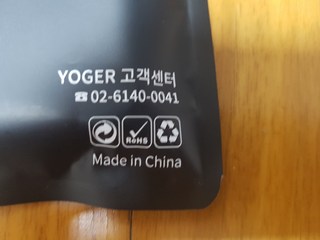 YOGER 고객센터
☎ 02-6140-0041
RoHS
Made in China